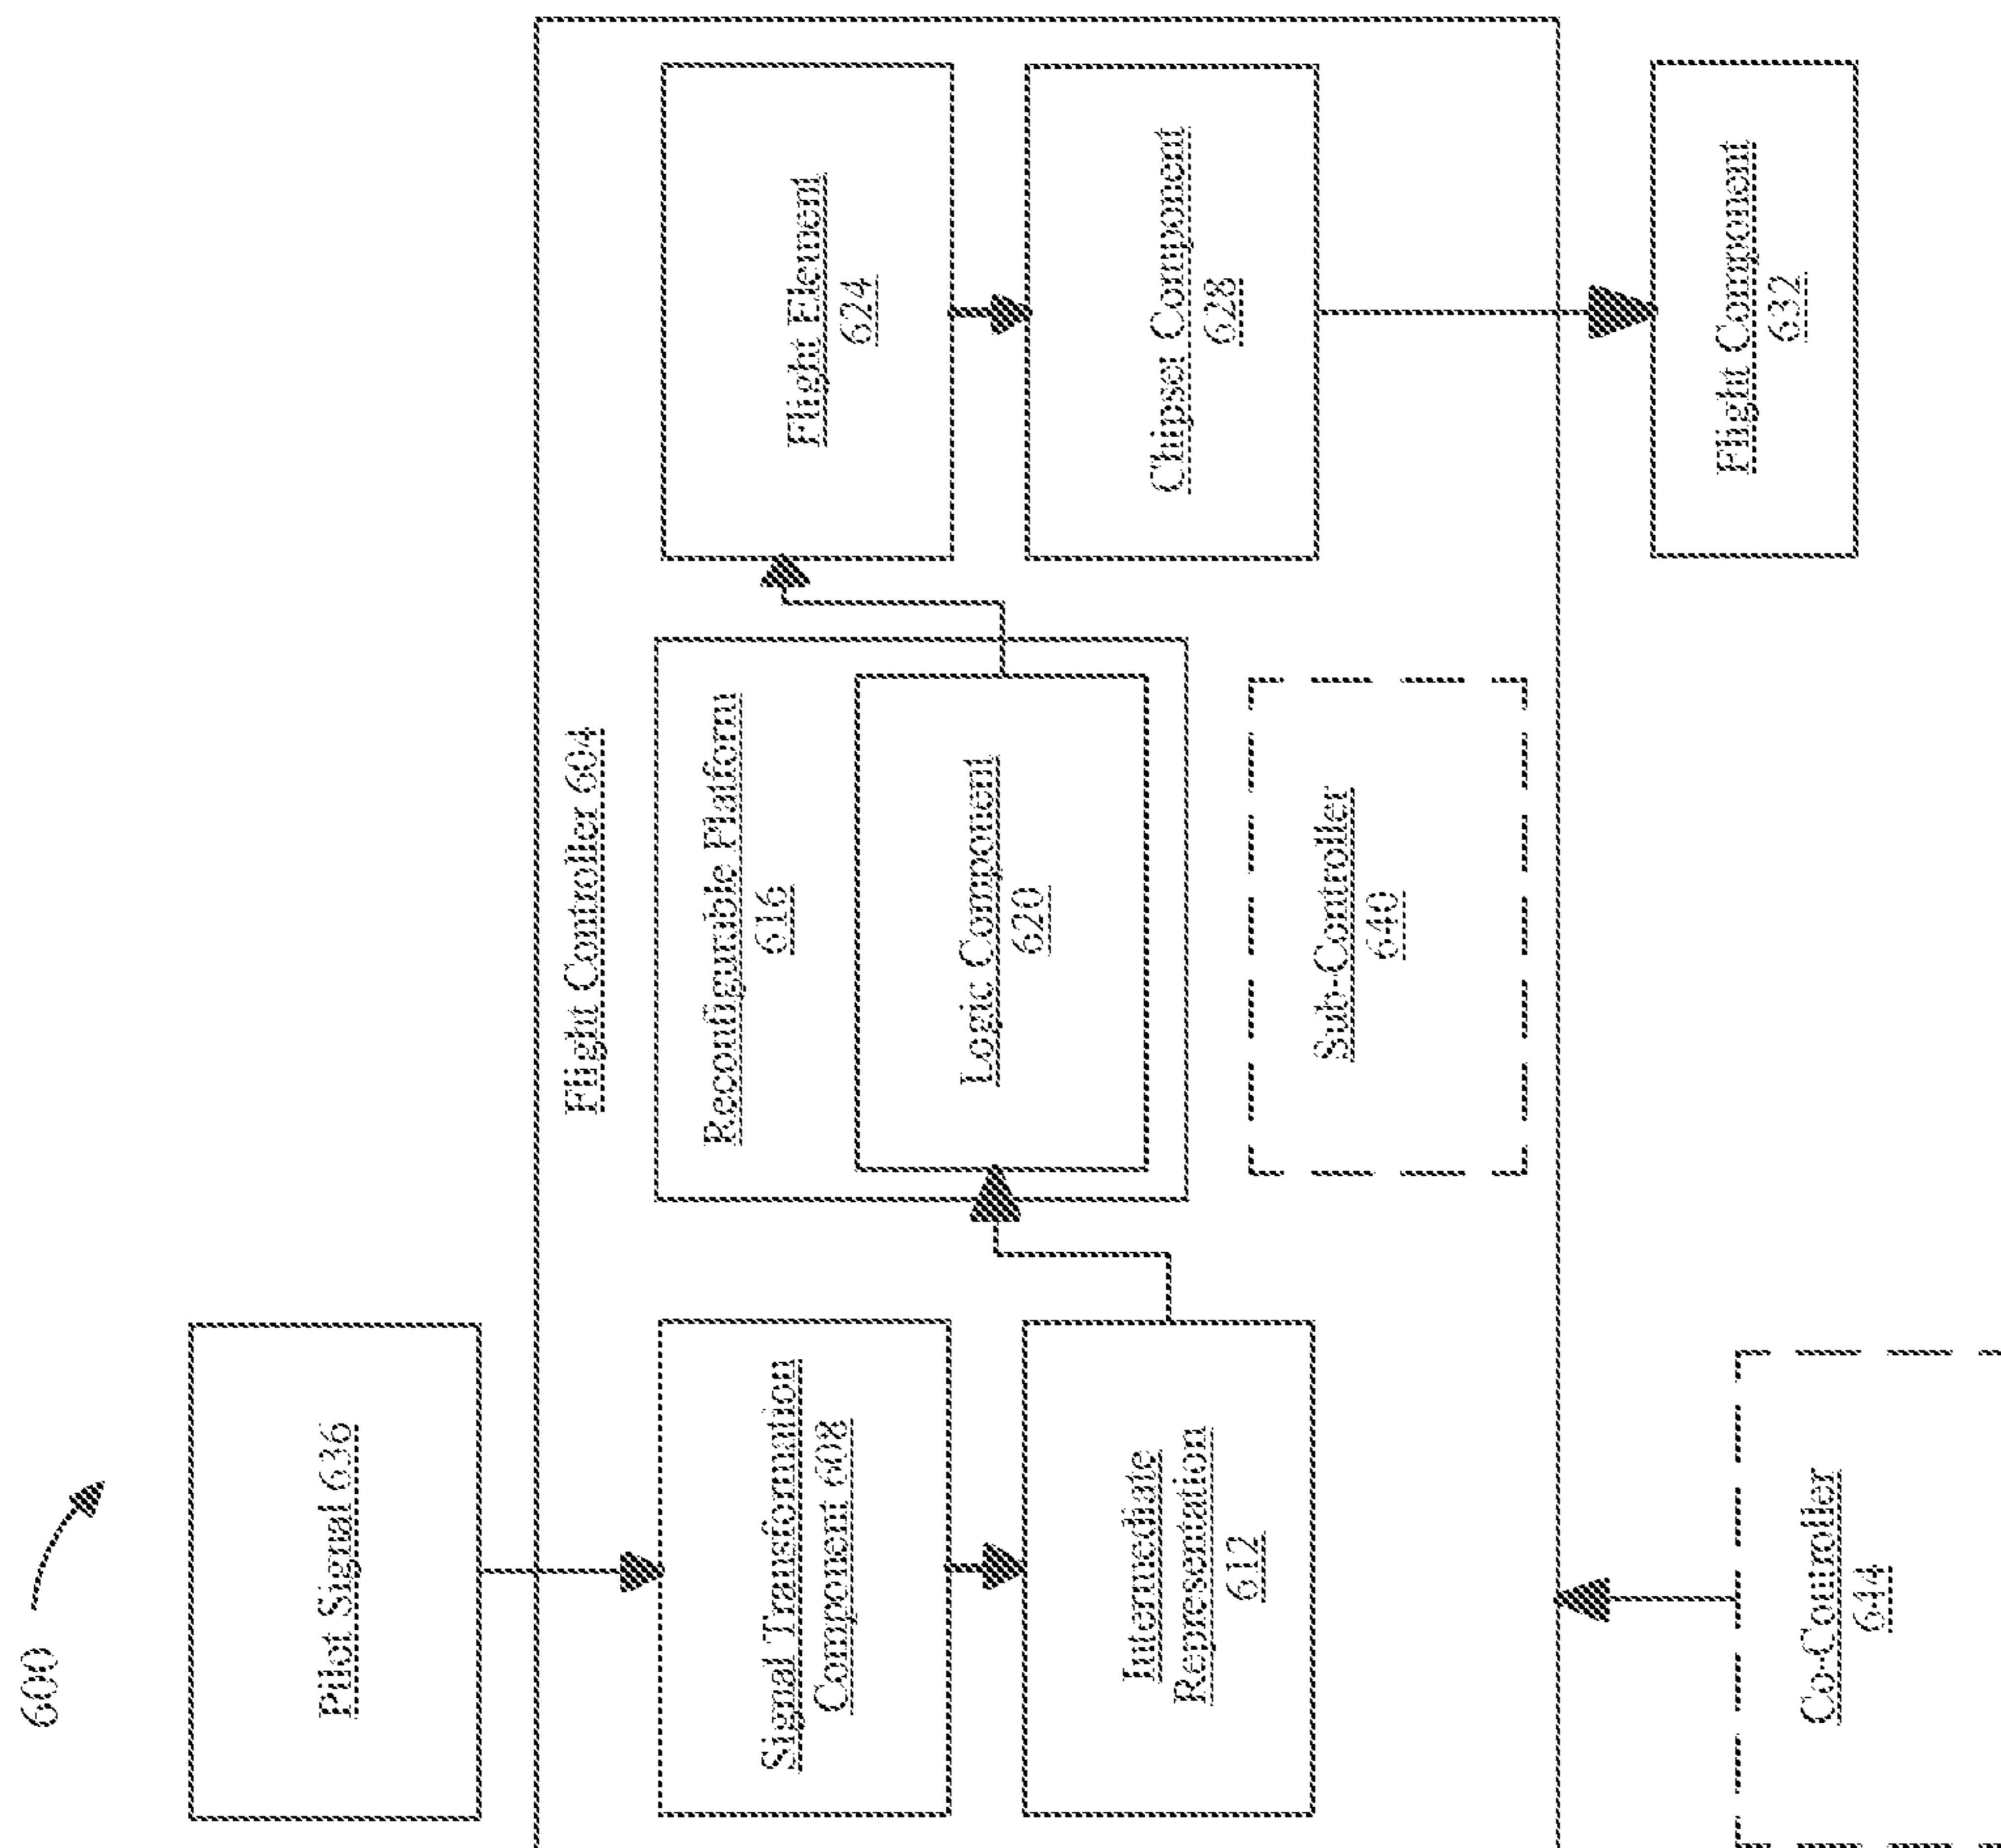 600
Pilot Signal 636
Flight Controller 604
Signal Transformation
Component 608
Reconfigurable Platform
616
Flight Element
624
Intermediate
Representation
612
Logic Component
620
Chipset Component
628
Sub-Controller
640
Co-Controller
644
Flight Component
632